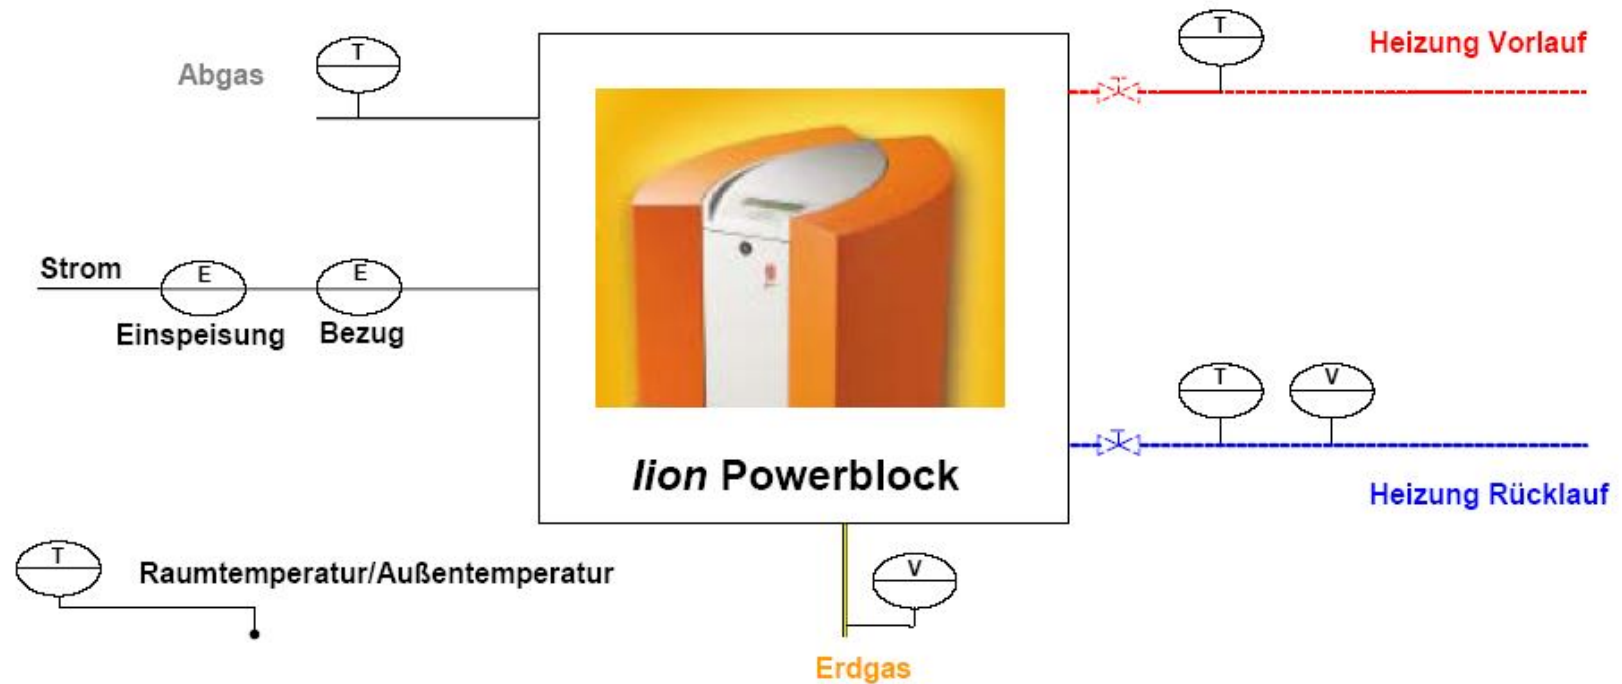 T
Abgas
T
Heizung Vorlauf
Strom
E
E
Einspeisung
Bezug
T
V
lion Powerblock
Heizung Rücklauf
T
Raumtemperatur/Außentemperatur
V
Erdgas